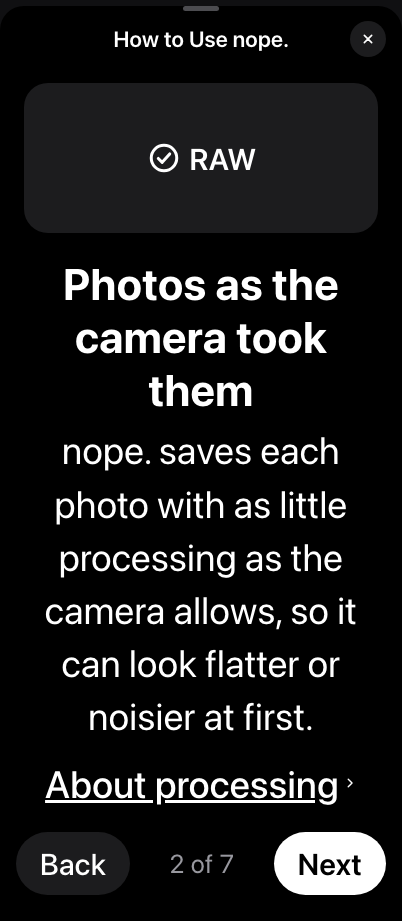 How to Use nope.
RAW
Photos as the
camera took
them
nope. saves each
photo with as little
processing as the
camera allows, so it
can look flatter or
noisier at first.
About processing
Back
2 of 7
Next